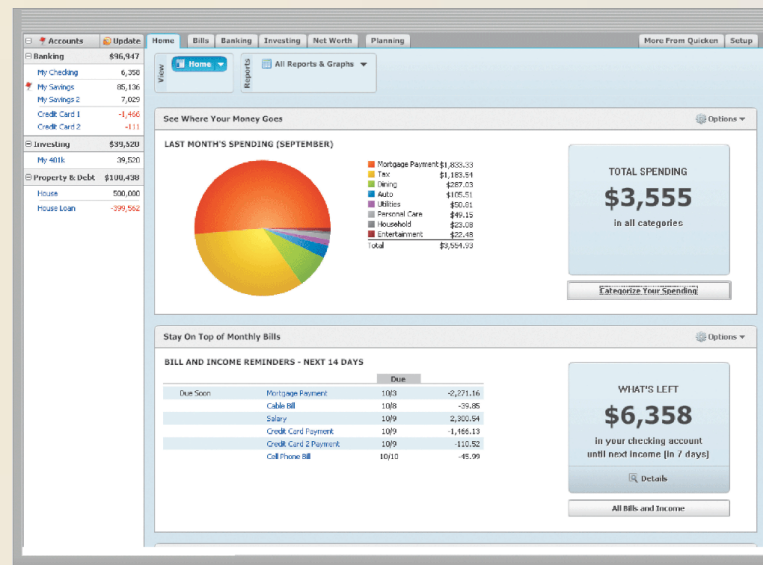 Accounts Update Home Bills Banking Investing Net Worth Planning More From Quicken Setup
Banking $96,947
My Checking 6,358
My Savings 85,136
My Savings 2 7,029
Credit Card 1 -1,466
Credit Card 2 -111
Investing $39,520
My 401k 39,520
Property & Debt $100,438
House 500,000
House Loan -399,562
View
Home
Reports
All Reports & Graphs
See Where Your Money Goes Options
LAST MONTH'S SPENDING (SEPTEMBER)
Mortgage Payment $1,833.33
Tax $1,183.54
Dining $287.03
Auto $105.51
Utilities $50.81
Personal Care $49.15
Household $23.08
Entertainment $22.48
Total $3,554.93
TOTAL SPENDING
$3,555
in all categories
Categorize Your Spending
Stay On Top of Monthly Bills Options
BILL AND INCOME REMINDERS - NEXT 14 DAYS
Due
Due Soon Mortgage Payment 10/3 -2,271.16
Cable Bill 10/8 -39.85
Salary 10/9 2,300.54
Credit Card Payment 10/9 -1,466.13
Credit Card 2 Payment 10/9 -110.52
Cell Phone Bill 10/10 -45.99
WHAT'S LEFT
$6,358
in your checking account
until next income (in 7 days)
Details
All Bills and Income